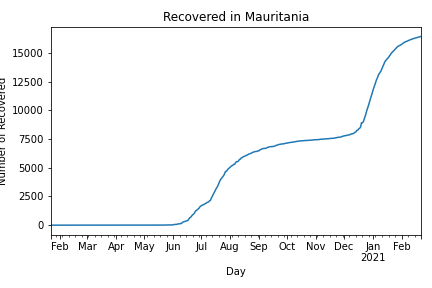 Recovered in Mauritania
Number of Recovered
15000
12500
10000
7500
5000
2500
0
Feb Mar Apr May Jun Jul Aug Sep Oct Nov Dec Jan Feb
2021
Day